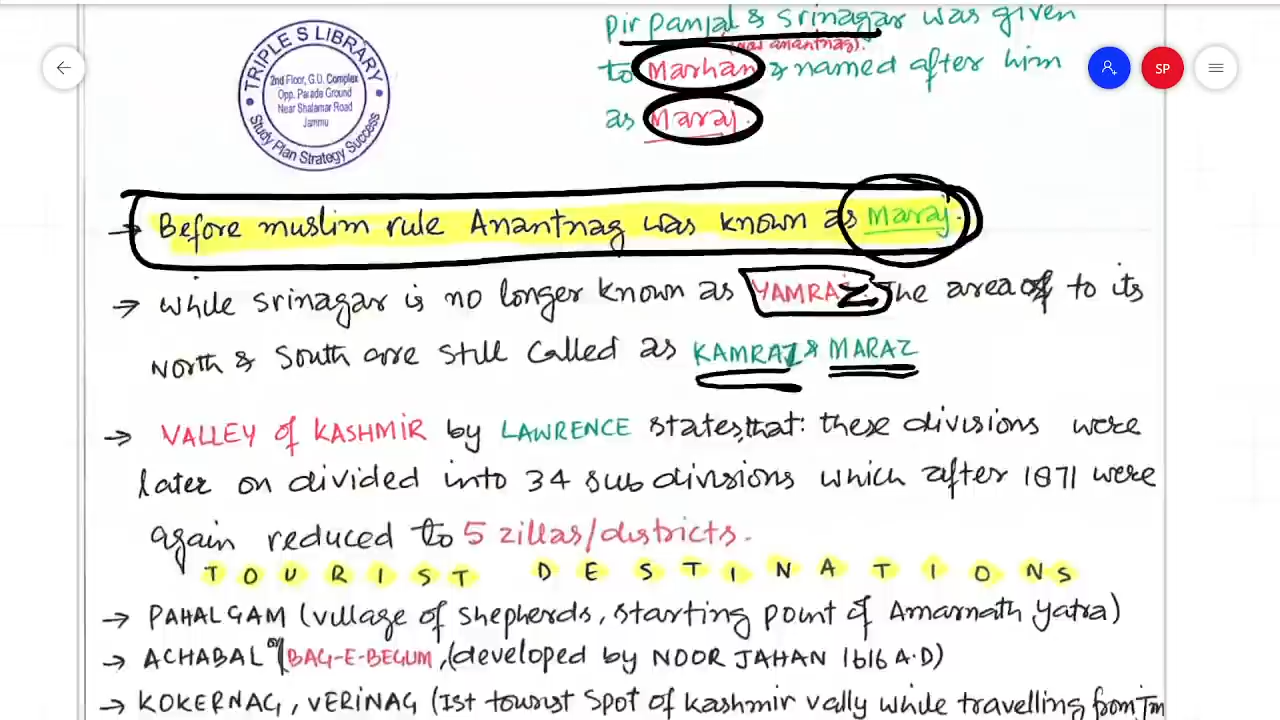 Pir Panjal & Srinagar was given
(was anantnag).
to Marhan & named after him
as Maraj.
TRIPLE S LIBRARY
2nd Floor, G.U. Complex
Opp. Parade Ground
Near Shalamar Road
Jammu
Study Plan Strategy Success
SP
→ Before muslim rule Anantnag was known as Maraj.
→ While Srinagar is no longer known as YAMRAZ. The area of to its
North & South are still called as KAMRAZ & MARAZ
→ VALLEY of KASHMIR by LAWRENCE states that: these divisions were
later on divided into 34 sub divisions which after 1871 were
again reduced to 5 zillas/districts.
TOURIST DESTINATIONS
→ PAHALGAM (village of shepherds, starting point of Amarnath yatra)
→ ACHABAL or BAG-E-BEGUM, (developed by NOOR JAHAN 1616 A.D)
→ KOKERNAG, VERINAG (Ist tourist spot of kashmir vally while travelling from Jm